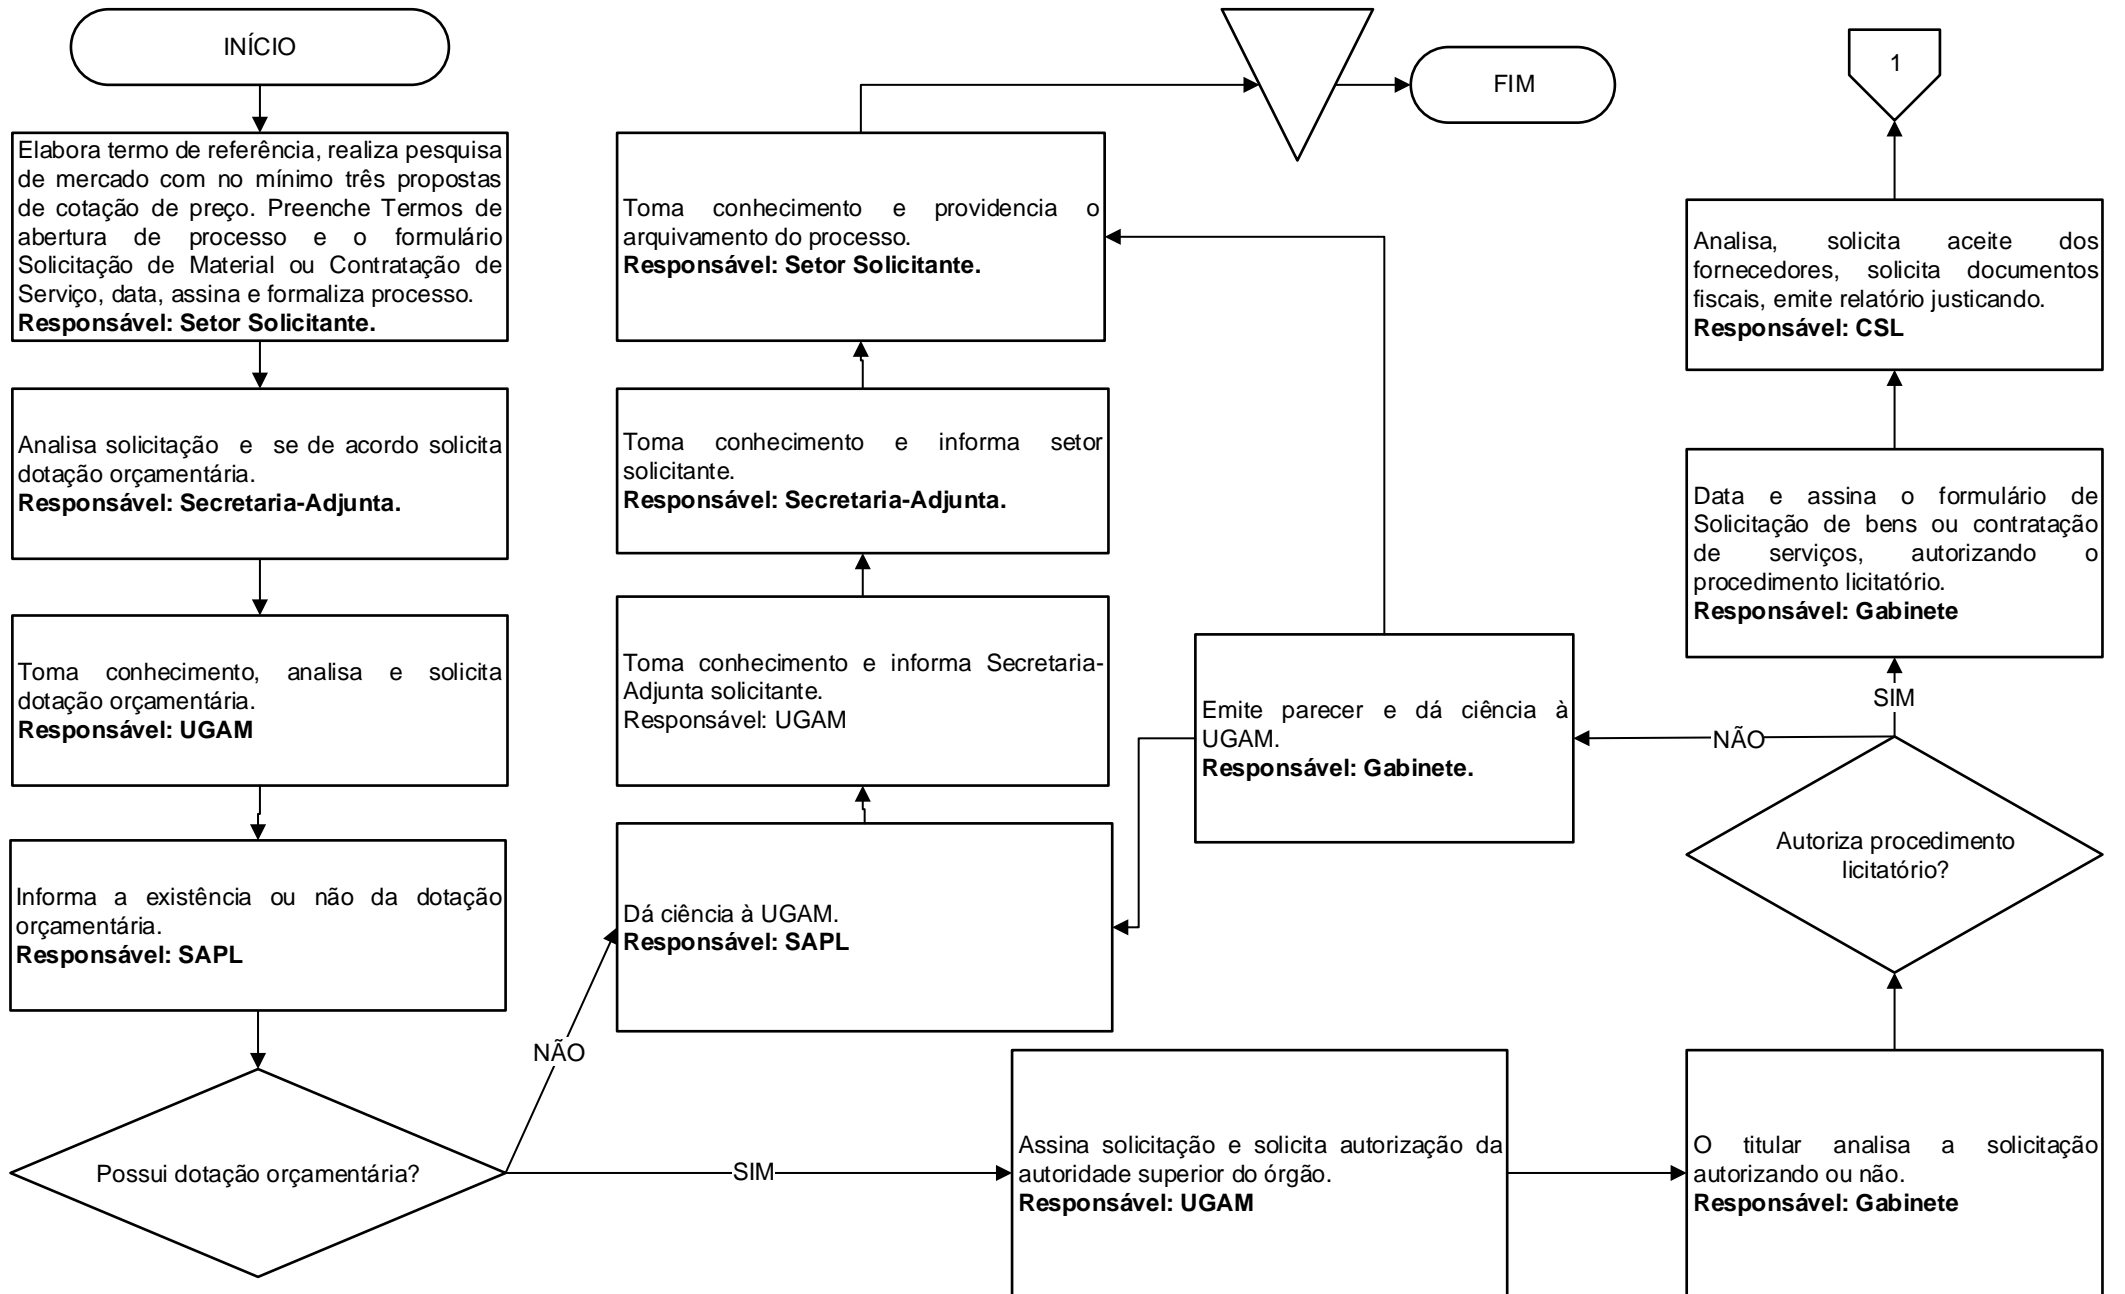 INÍCIO
Elabora termo de referência, realiza pesquisa
de mercado com no mínimo três propostas
de cotação de preço. Preenche Termos de
abertura de processo e o formulário
Solicitação de Material ou Contratação de
Serviço, data, assina e formaliza processo.
Responsável: Setor Solicitante.
Analisa solicitação e se de acordo solicita
dotação orçamentária.
Responsável: Secretaria-Adjunta.
Toma conhecimento, analisa e solicita
dotação orçamentária.
Responsável: UGAM
Informa a existência ou não da dotação
orçamentária.
Responsável: SAPL
Possui dotação orçamentária?
NÃO
SIM
Dá ciência à UGAM.
Responsável: SAPL
Toma conhecimento e informa Secretaria-
Adjunta solicitante.
Responsável: UGAM
Toma conhecimento e informa setor
solicitante.
Responsável: Secretaria-Adjunta.
Toma conhecimento e providencia o
arquivamento do processo.
Responsável: Setor Solicitante.
FIM
Assina solicitação e solicita autorização da
autoridade superior do órgão.
Responsável: UGAM
O titular analisa a solicitação
autorizando ou não.
Responsável: Gabinete
Autoriza procedimento
licitatório?
NÃO
Emite parecer e dá ciência à
UGAM.
Responsável: Gabinete.
SIM
Data e assina o formulário de
Solicitação de bens ou contratação
de serviços, autorizando o
procedimento licitatório.
Responsável: Gabinete
Analisa, solicita aceite dos
fornecedores, solicita documentos
fiscais, emite relatório justicando.
Responsável: CSL
1